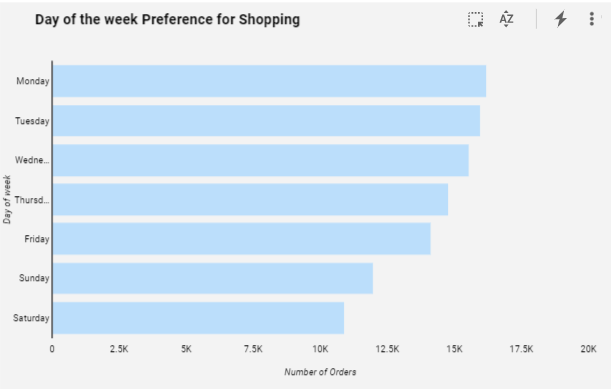 Day of the week Preference for Shopping
AZ
Day of week
Monday
Tuesday
Wedne...
Thursd...
Friday
Sunday
Saturday
0 2.5K 5K 7.5K 10K 12.5K 15K 17.5K 20K
Number of Orders